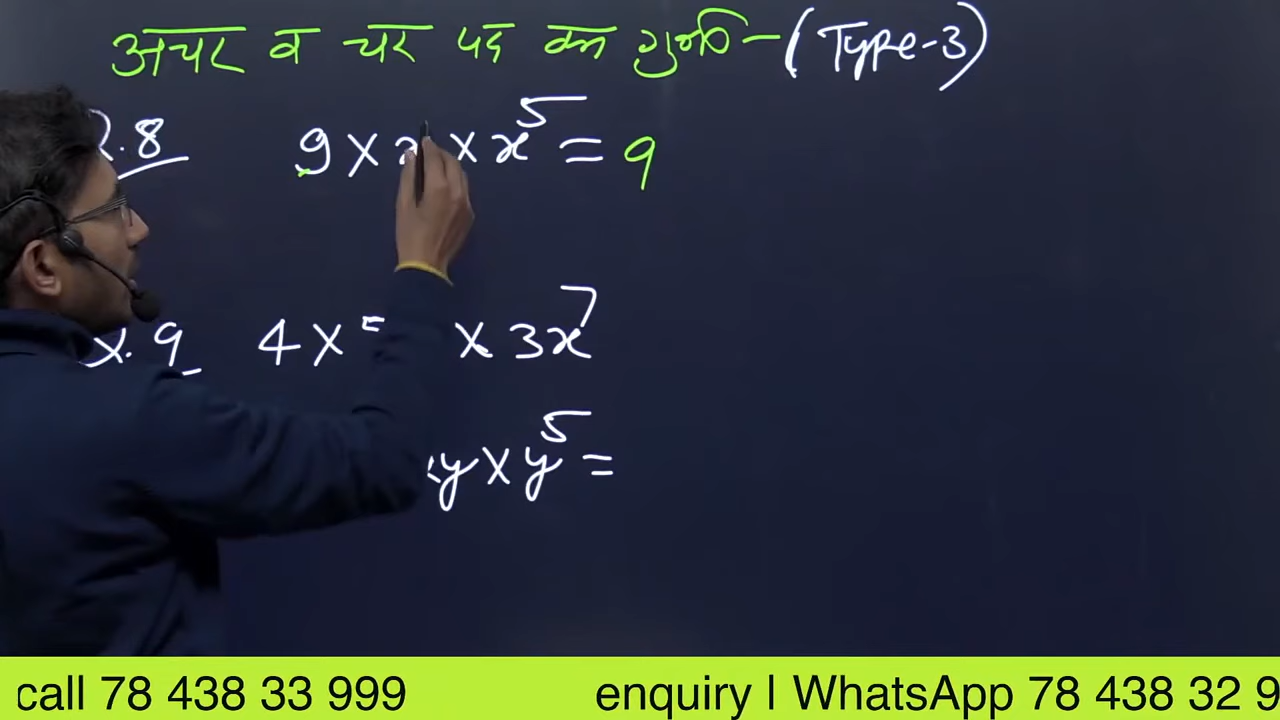 अचर व चर पद का गुणा - (Type-3)
.8 9 × x × x⁵ = 9
x. 9 4 × × 3x⁷
y × y⁵ =
call 78 438 33 999 enquiry | WhatsApp 78 438 32 9